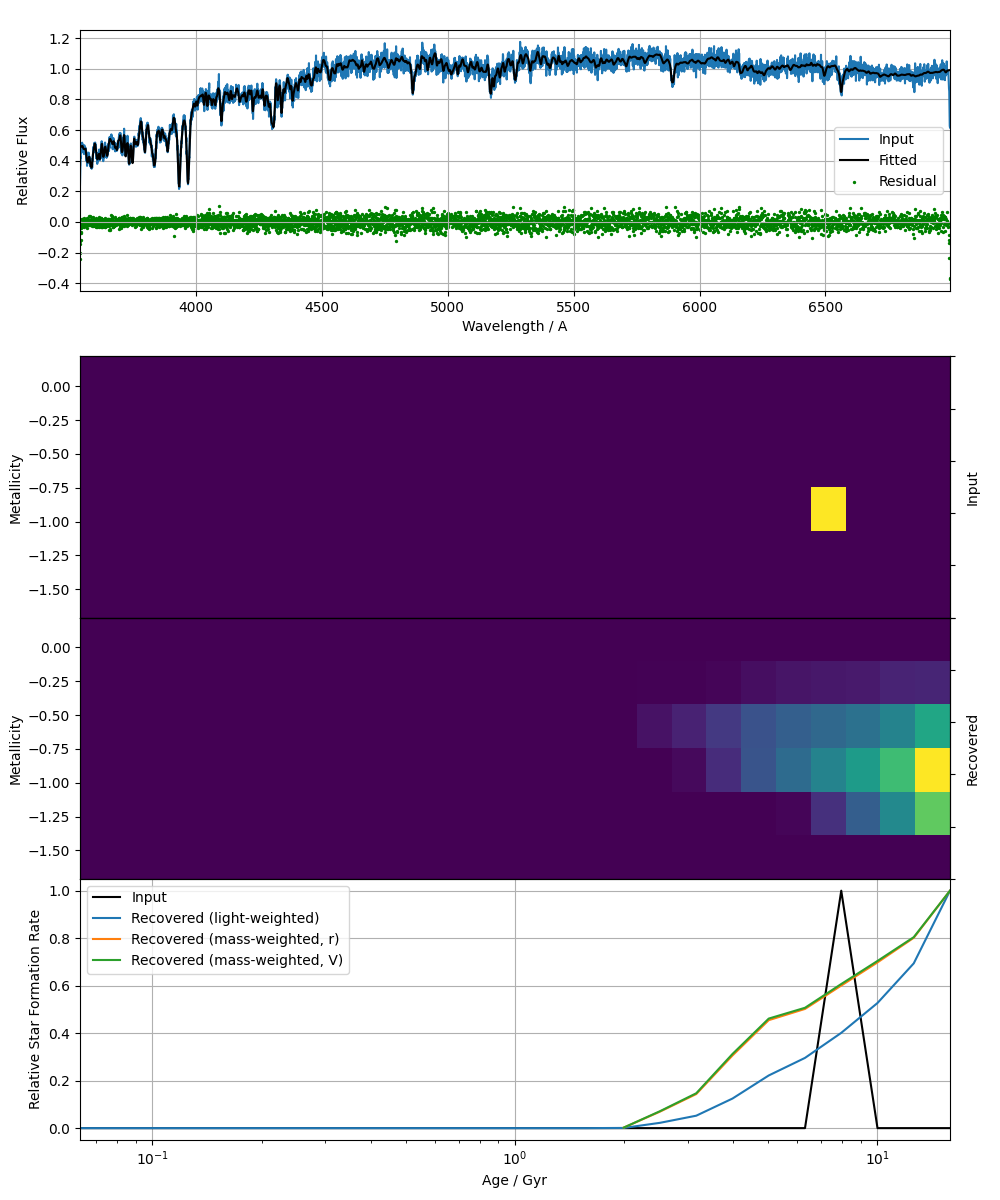 1.2
1.0
0.8
0.6
0.4
0.2
0.0
−0.2
−0.4
Relative Flux
Input
Fitted
Residual
4000
4500
5000
5500
6000
6500
Wavelength / A
0.00
−0.25
−0.50
−0.75
−1.00
−1.25
−1.50
Metallicity
Input
0.00
−0.25
−0.50
−0.75
−1.00
−1.25
−1.50
Metallicity
Recovered
1.0
0.8
0.6
0.4
0.2
0.0
Relative Star Formation Rate
Input
Recovered (light-weighted)
Recovered (mass-weighted, r)
Recovered (mass-weighted, V)
10⁻¹
10⁰
10¹
Age / Gyr